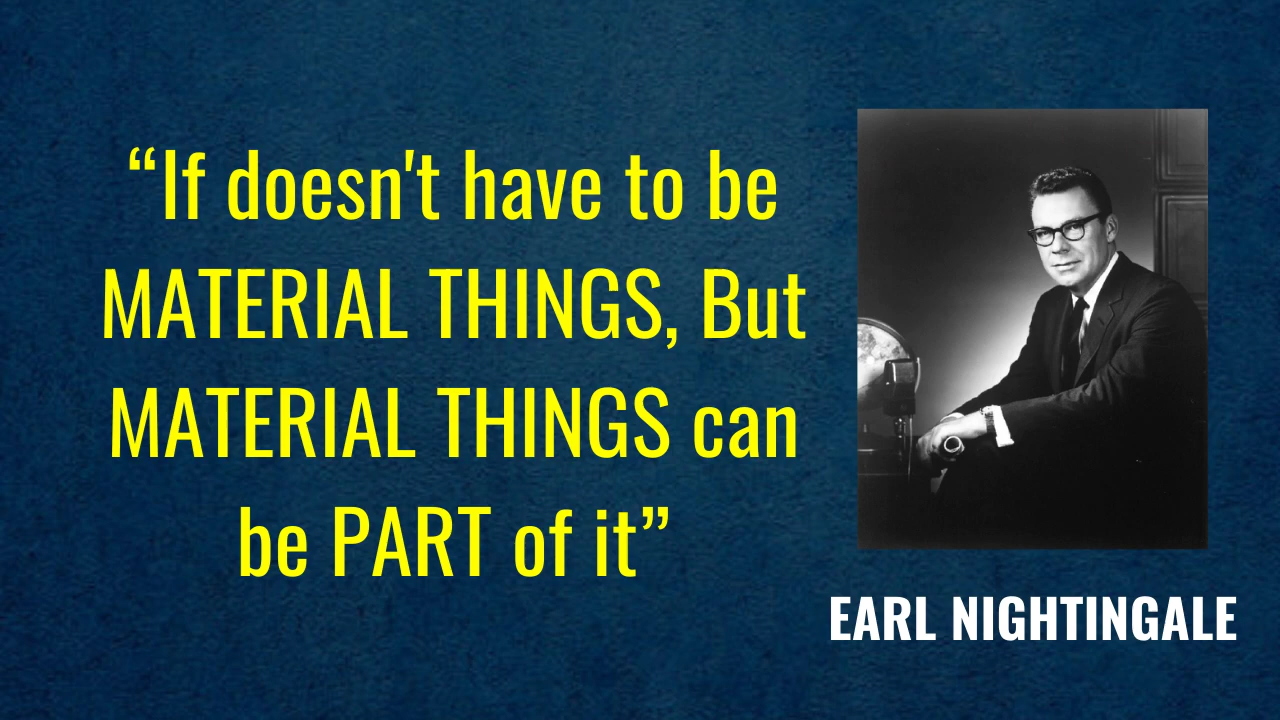 “If doesn't have to be
MATERIAL THINGS, But
MATERIAL THINGS can
be PART of it”
EARL NIGHTINGALE